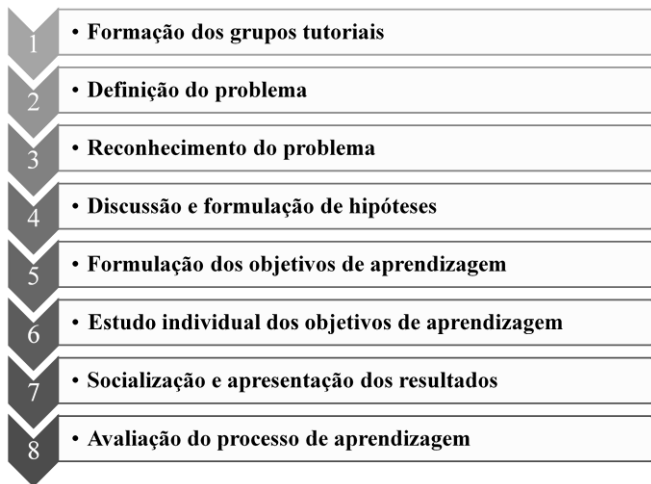 1 • Formação dos grupos tutoriais
2 • Definição do problema
3 • Reconhecimento do problema
4 • Discussão e formulação de hipóteses
5 • Formulação dos objetivos de aprendizagem
6 • Estudo individual dos objetivos de aprendizagem
7 • Socialização e apresentação dos resultados
8 • Avaliação do processo de aprendizagem